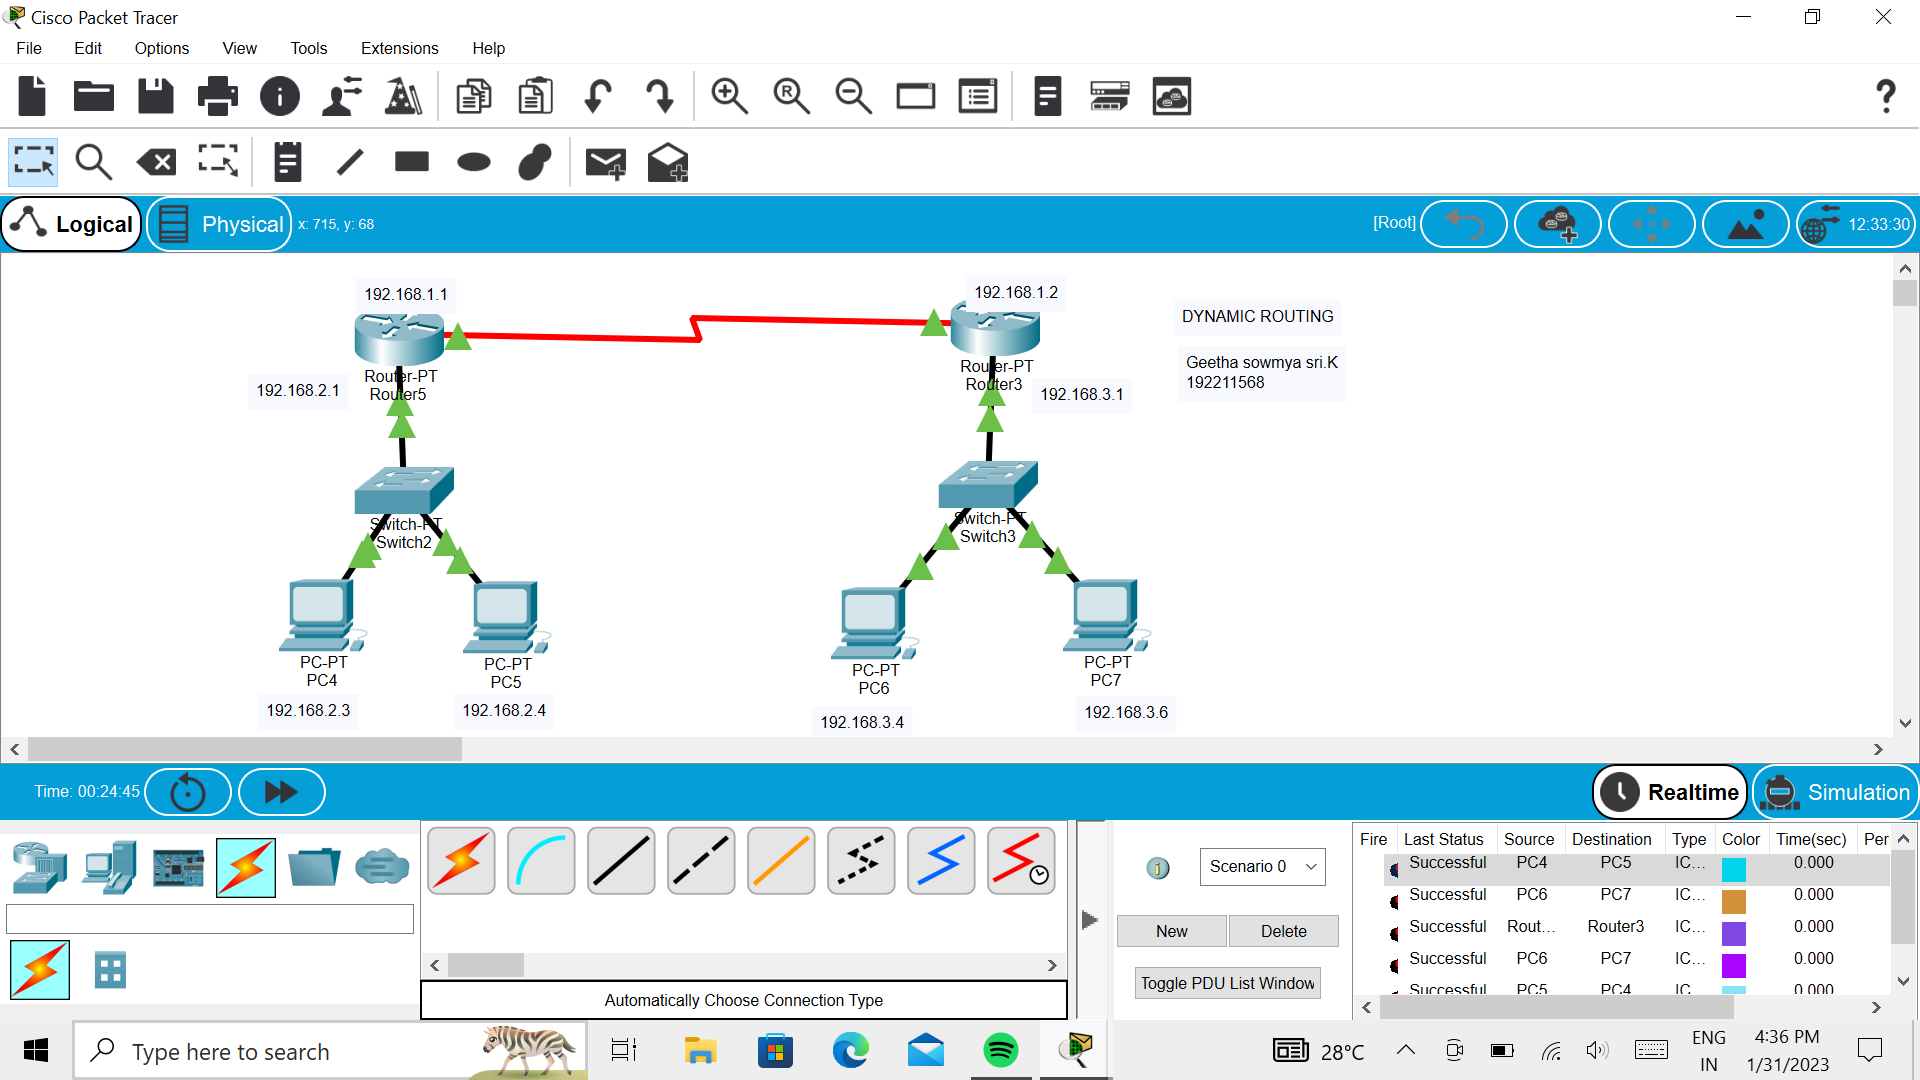 Cisco Packet Tracer
File Edit Options View Tools Extensions Help
Logical Physical x: 715, y: 68 [Root] 12:33:30
192.168.1.1
192.168.1.2
DYNAMIC ROUTING
Geetha sowmya sri.K
192211568
Router-PT
Router5
192.168.2.1
Router-PT
Router3
192.168.3.1
Switch-PT
Switch2
Switch-PT
Switch3
PC-PT
PC4
PC-PT
PC5
PC-PT
PC6
PC-PT
PC7
192.168.2.3
192.168.2.4
192.168.3.4
192.168.3.6
Time: 00:24:45 Realtime Simulation
Scenario 0
New Delete
Toggle PDU List Window
Fire Last Status Source Destination Type Color Time(sec) Per
Successful PC4 PC5 IC... 0.000
Successful PC6 PC7 IC... 0.000
Successful Rout... Router3 IC... 0.000
Successful PC6 PC7 IC... 0.000
Successful PC5 PC4 IC 0.000
Automatically Choose Connection Type
Type here to search
28°C
ENG
IN
4:36 PM
1/31/2023